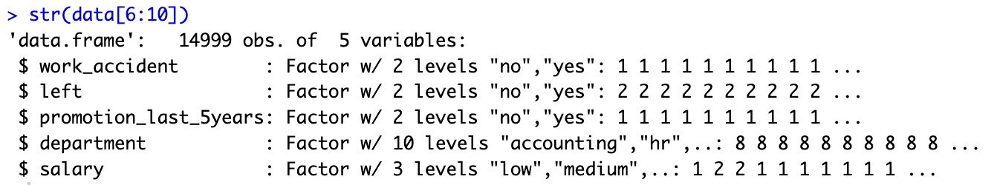 > str(data[6:10])
'data.frame':   14999 obs. of  5 variables:
 $ work_accident        : Factor w/ 2 levels "no","yes": 1 1 1 1 1 1 1 1 1 1 ...
 $ left                 : Factor w/ 2 levels "no","yes": 2 2 2 2 2 2 2 2 2 2 ...
 $ promotion_last_5years: Factor w/ 2 levels "no","yes": 1 1 1 1 1 1 1 1 1 1 ...
 $ department           : Factor w/ 10 levels "accounting","hr",..: 8 8 8 8 8 8 8 8 8 8 ...
 $ salary               : Factor w/ 3 levels "low","medium",..: 1 2 2 1 1 1 1 1 1 1 ...